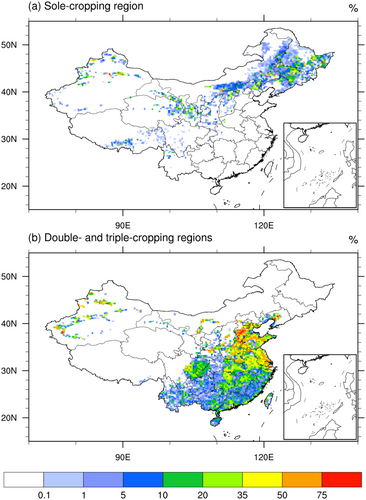 (a) Sole-cropping region %
50N
40N
30N
20N
90E 120E
(b) Double- and triple-cropping regions %
50N
40N
30N
20N
90E 120E
0.1 1 5 10 20 35 50 75